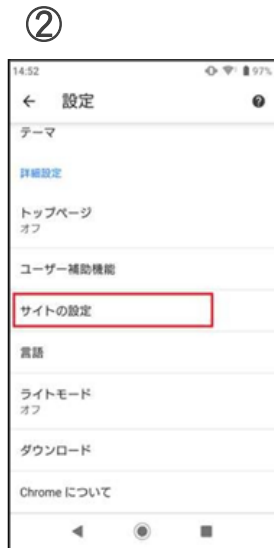 ②
14:52 97%
設定
テーマ
詳細設定
トップページ
オフ
ユーザー補助機能
サイトの設定
言語
ライトモード
オフ
ダウンロード
Chrome について